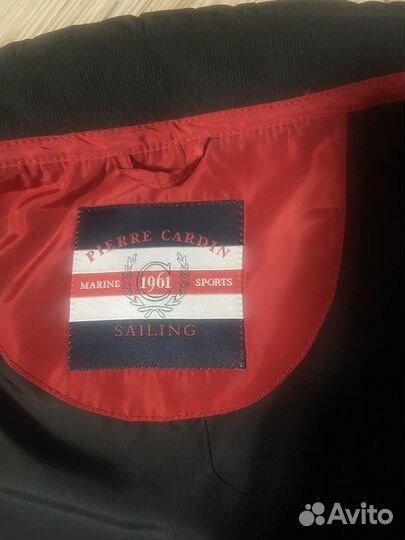 PIERRE CARDIN
MARINE 1961 SPORTS
SAILING
Avito